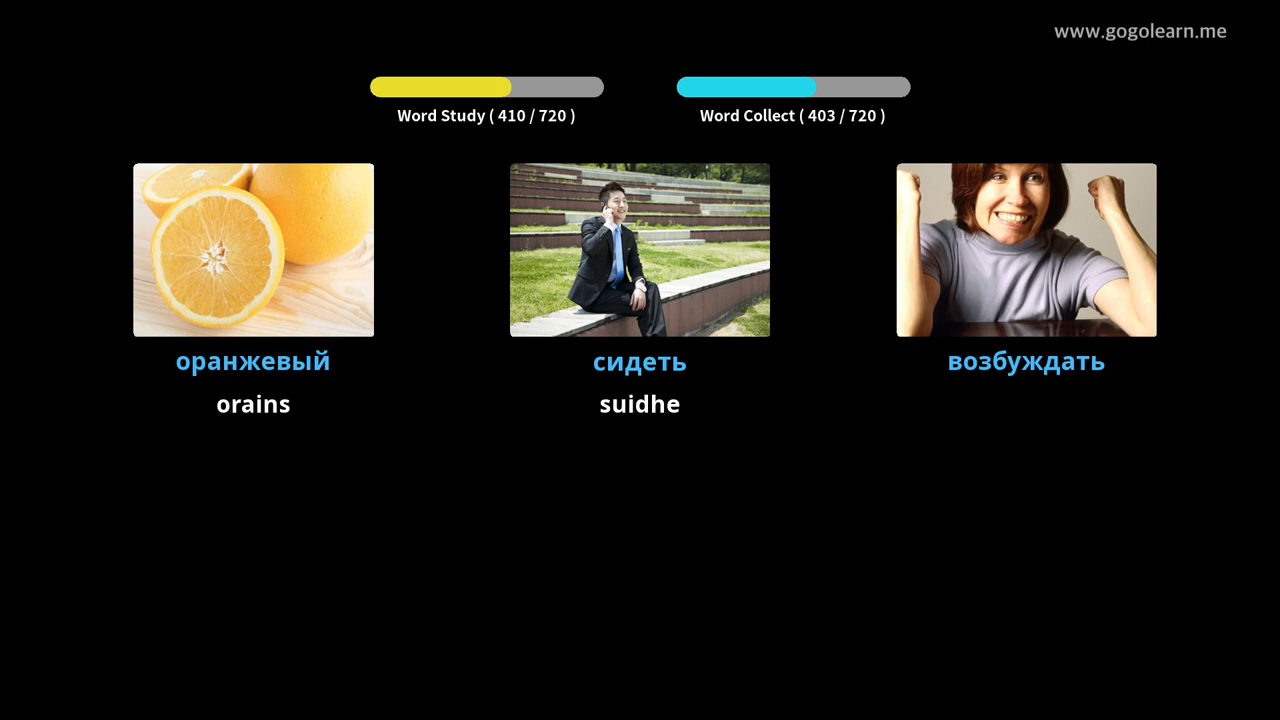 www.gogolearn.me
Word Study ( 410 / 720 )
Word Collect ( 403 / 720 )
оранжевый
сидеть
возбуждать
orains
suidhe